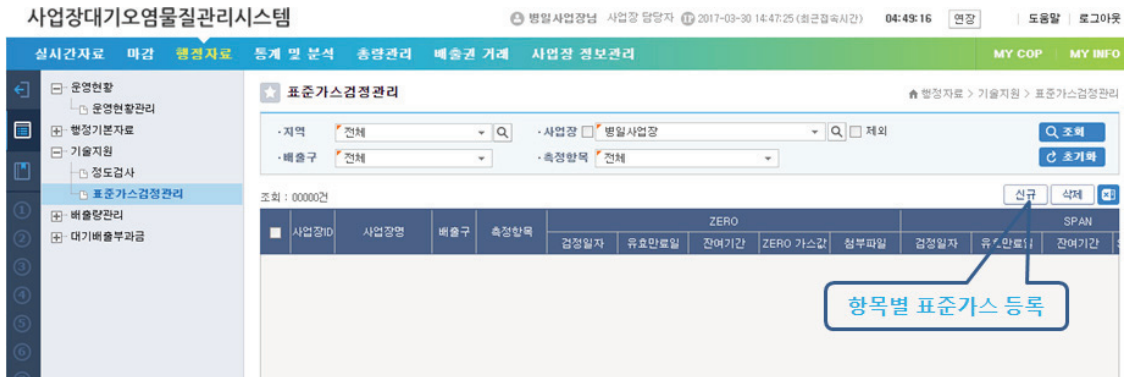 사업장대기오염물질관리시스템
병일사업장님 사업장 담당자 2017-03-30 14:47:25 (최근접속시간) 04:49:16 연장 도움말 로그아웃
실시간자료 마감 행정자료 통계 및 분석 총량관리 배출권 거래 사업장 정보관리 MY COP MY INFO
운영현황
운영현황관리
행정기본자료
기술지원
정도검사
표준가스검정관리
배출량관리
대기배출부과금
1
2
3
4
5
6
표준가스검정관리
행정자료 > 기술지원 > 표준가스검정관리
·지역 전체 ·사업장 병일사업장 제외 조회
·배출구 전체 ·측정항목 전체 초기화
조회 : 00000건 신규 삭제
사업장ID 사업장명 배출구 측정항목 ZERO SPAN
검정일자 유효만료일 잔여기간 ZERO 가스값 첨부파일 검정일자 유효만료일 잔여기간
항목별 표준가스 등록